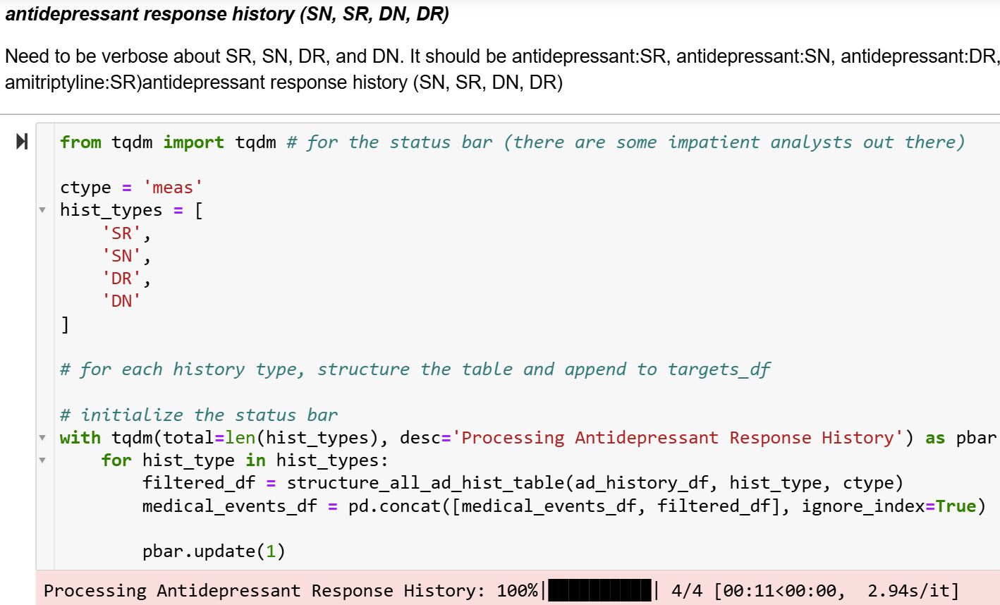 antidepressant response history (SN, SR, DN, DR)
Need to be verbose about SR, SN, DR, and DN. It should be antidepressant:SR, antidepressant:SN, antidepressant:DR,
amitriptyline:SR)antidepressant response history (SN, SR, DN, DR)
from tqdm import tqdm # for the status bar (there are some impatient analysts out there)
ctype = 'meas'
hist_types = [
    'SR',
    'SN',
    'DR',
    'DN'
]
# for each history type, structure the table and append to targets_df
# initialize the status bar
with tqdm(total=len(hist_types), desc='Processing Antidepressant Response History') as pbar
    for hist_type in hist_types:
        filtered_df = structure_all_ad_hist_table(ad_history_df, hist_type, ctype)
        medical_events_df = pd.concat([medical_events_df, filtered_df], ignore_index=True)
        pbar.update(1)
Processing Antidepressant Response History: 100%|██████████| 4/4 [00:11<00:00,  2.94s/it]